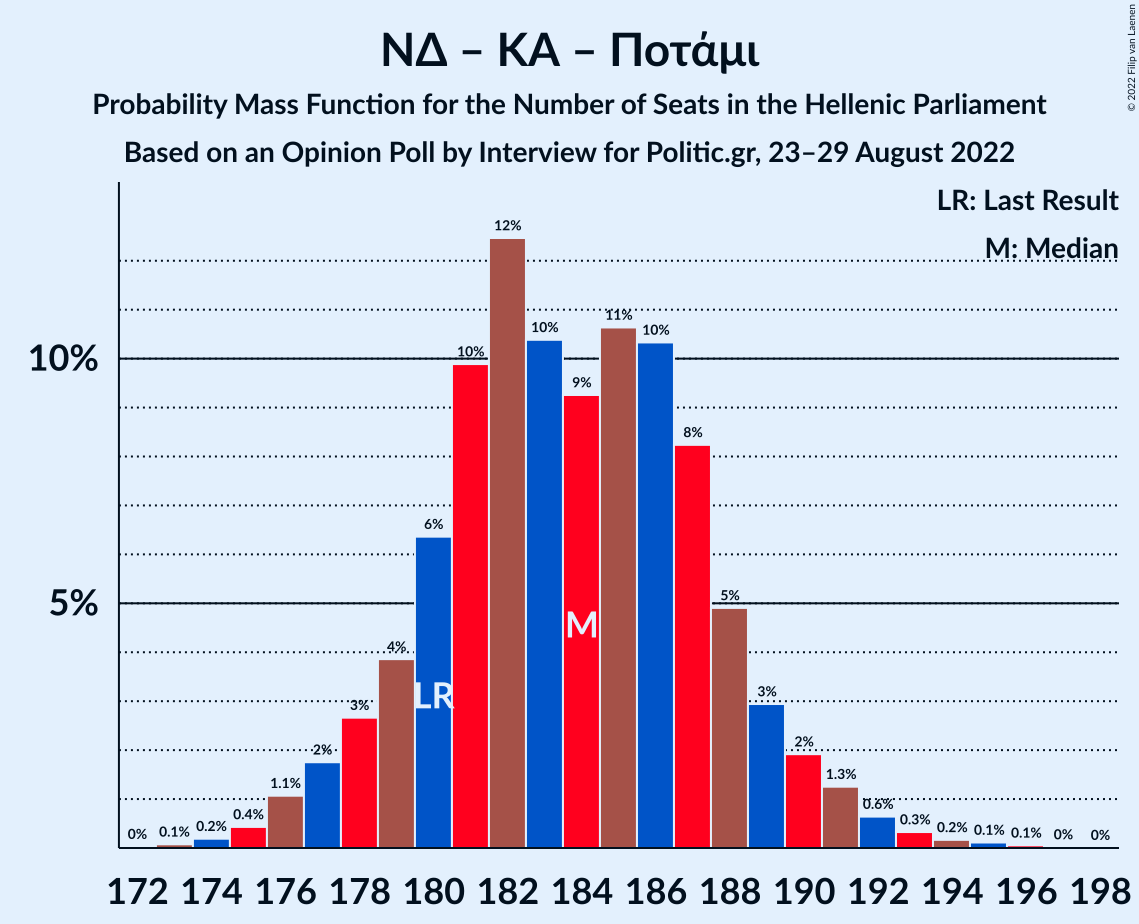 © 2022 Filip van Laenen
ΝΔ – ΚΑ – Ποτάμι
Probability Mass Function for the Number of Seats in the Hellenic Parliament
Based on an Opinion Poll by Interview for Politic.gr, 23–29 August 2022
LR: Last Result
M: Median
10%
5%
0% 0.1% 0.2% 0.4% 1.1% 2% 3% 4% 6% 10% 12% 10% 9% 11% 10% 8% 5% 3% 2% 1.3% 0.6% 0.3% 0.2% 0.1% 0.1% 0% 0%
LR
M
172 174 176 178 180 182 184 186 188 190 192 194 196 198